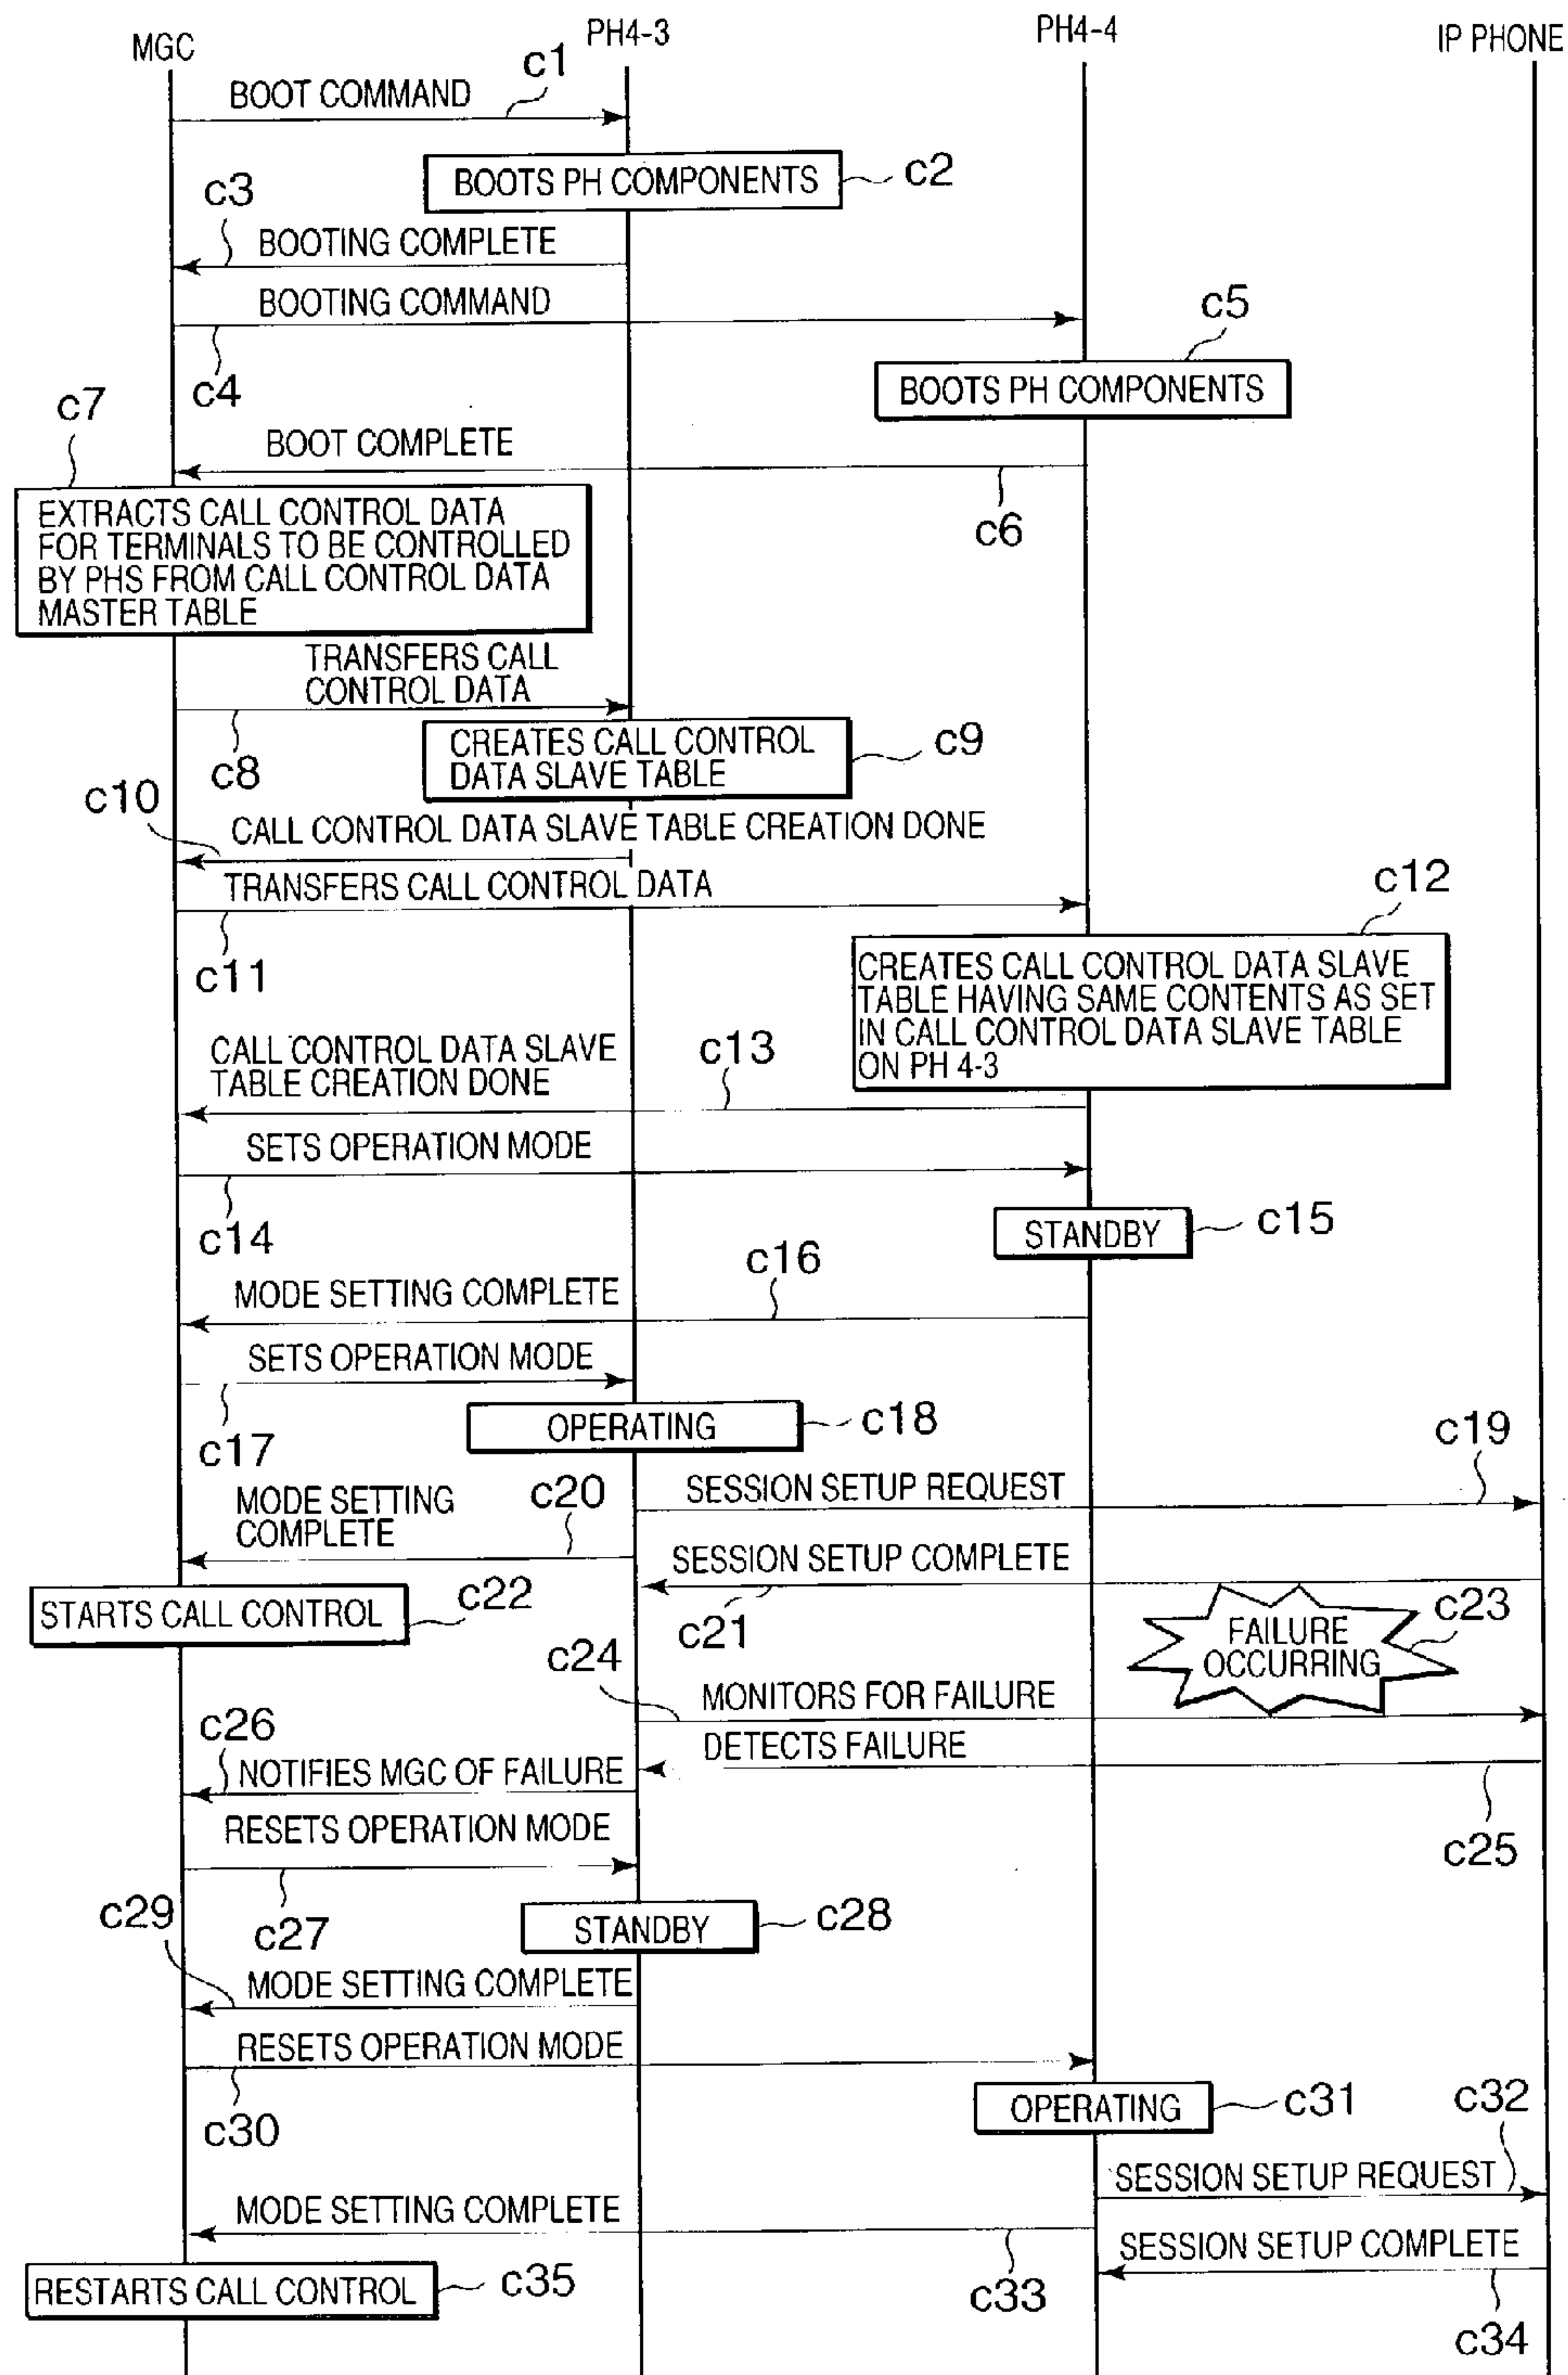 MGC
PH4-3
PH4-4
IP PHONE
BOOT COMMAND
c1
BOOTS PH COMPONENTS
c2
c3
BOOTING COMPLETE
BOOTING COMMAND
c4
c5
BOOTS PH COMPONENTS
c7
BOOT COMPLETE
c6
EXTRACTS CALL CONTROL DATA
FOR TERMINALS TO BE CONTROLLED
BY PHS FROM CALL CONTROL DATA
MASTER TABLE
TRANSFERS CALL
CONTROL DATA
c8
CREATES CALL CONTROL
DATA SLAVE TABLE
c9
c10
CALL CONTROL DATA SLAVE TABLE CREATION DONE
TRANSFERS CALL CONTROL DATA
c11
c12
CREATES CALL CONTROL DATA SLAVE
TABLE HAVING SAME CONTENTS AS SET
IN CALL CONTROL DATA SLAVE TABLE
ON PH 4-3
CALL CONTROL DATA SLAVE
TABLE CREATION DONE
c13
SETS OPERATION MODE
c14
STANDBY
c15
c16
MODE SETTING COMPLETE
SETS OPERATION MODE
c17
OPERATING
c18
c19
SESSION SETUP REQUEST
MODE SETTING
COMPLETE
c20
SESSION SETUP COMPLETE
c21
STARTS CALL CONTROL
c22
FAILURE
OCCURRING
c23
c24
MONITORS FOR FAILURE
DETECTS FAILURE
c25
c26
NOTIFIES MGC OF FAILURE
RESETS OPERATION MODE
c27
STANDBY
c28
c29
MODE SETTING COMPLETE
RESETS OPERATION MODE
c30
OPERATING
c31
c32
SESSION SETUP REQUEST
MODE SETTING COMPLETE
c33
SESSION SETUP COMPLETE
c34
RESTARTS CALL CONTROL
c35